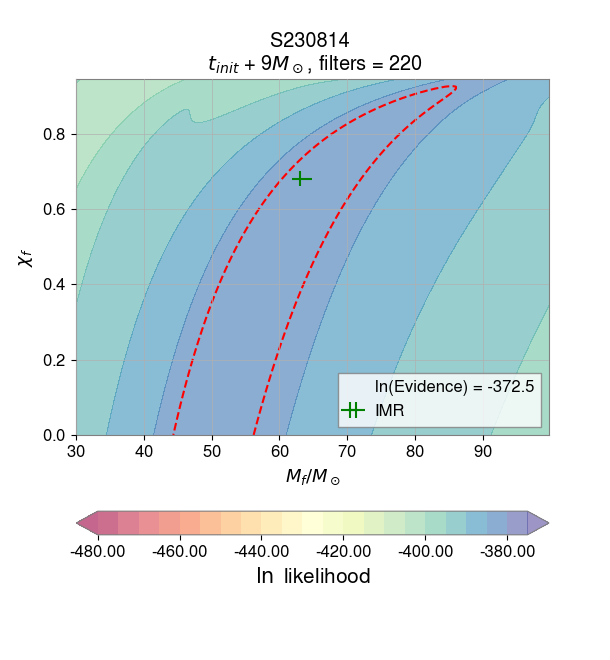 S230814
t_init + 9M_⊙, filters = 220
0.8
0.6
0.4
0.2
0.0
χ_f
ln(Evidence) = -372.5
IMR
30 40 50 60 70 80 90
M_f/M_⊙
-480.00 -460.00 -440.00 -420.00 -400.00 -380.00
ln likelihood